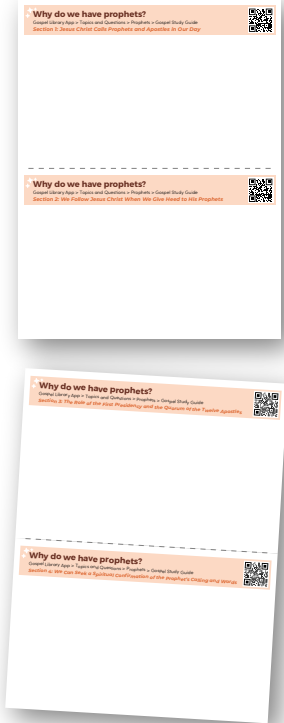 Why do we have prophets?
Gospel Library App > Topics and Questions > Prophets > Gospel Study Guide
Section 1: Jesus Christ Calls Prophets and Apostles in Our Day
Why do we have prophets?
Gospel Library App > Topics and Questions > Prophets > Gospel Study Guide
Section 2: We Follow Jesus Christ When We Give Heed to His Prophets
Why do we have prophets?
Gospel Library App > Topics and Questions > Prophets > Gospel Study Guide
Section 3: The Role of the First Presidency and the Quorum of the Twelve Apostles
Why do we have prophets?
Gospel Library App > Topics and Questions > Prophets > Gospel Study Guide
Section 4: We Can Seek a Spiritual Confirmation of the Prophet's Calling and Words